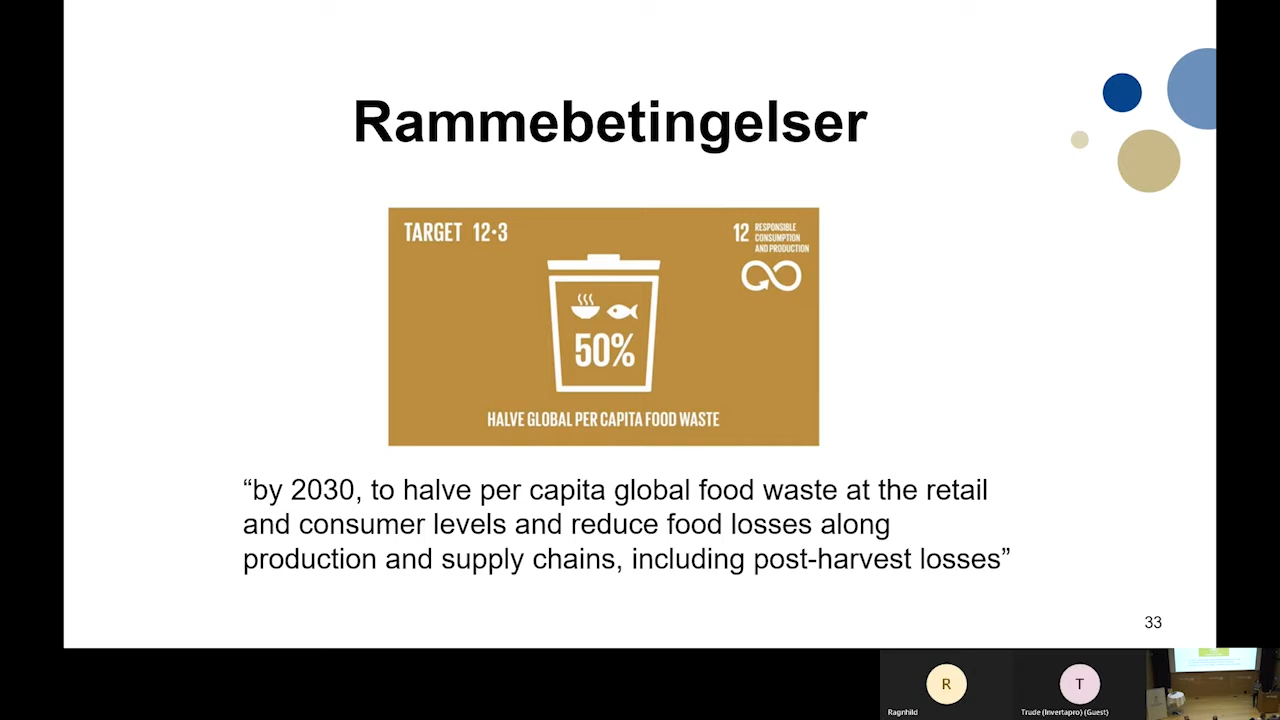 Rammebetingelser
TARGET 12·3
12 RESPONSIBLE
CONSUMPTION
AND PRODUCTION
50%
HALVE GLOBAL PER CAPITA FOOD WASTE
“by 2030, to halve per capita global food waste at the retail
and consumer levels and reduce food losses along
production and supply chains, including post-harvest losses”
33
R
Ragnhild
T
Trude (Invertapro) (Guest)